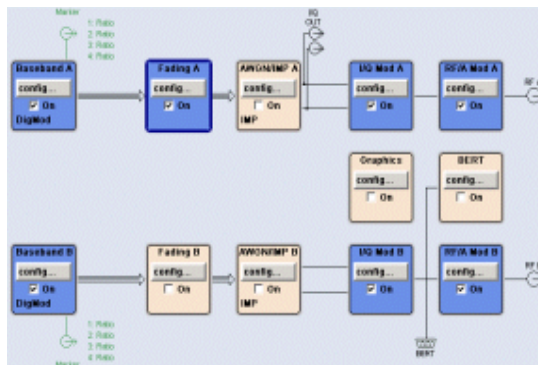 Marker
1: Ratio
2: Ratio
3: Ratio
4: Ratio
I/Q
OUT
Baseband A
config...
On
DigMod
Fading A
config...
On
AWGN/IMP A
config...
On
IMP
I/Q Mod A
config...
On
RF/A Mod A
config...
On
RF A
Graphics
config...
On
BERT
config...
On
Baseband B
config...
On
DigMod
Fading B
config...
On
AWGN/IMP B
config...
On
IMP
I/Q Mod B
config...
On
RF/A Mod B
config...
On
RF
1: Ratio
2: Ratio
3: Ratio
4: Ratio
Marker
BERT